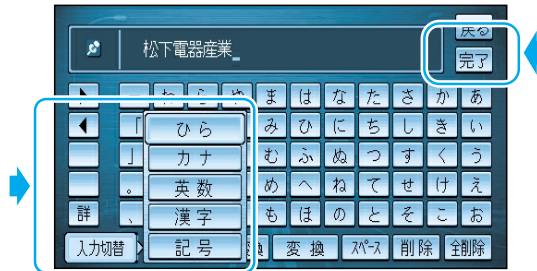 戻る
松下電器産業_
完了
わ ら や ま は な た さ か あ
「 ひら み ひ に ち し き い
」 カナ む ふ ぬ つ す く う
。 英数 め へ ね て せ け え
詳 、 漢字 も ほ の と そ こ お
入力切替 記号 変換 スペース 削除 全削除